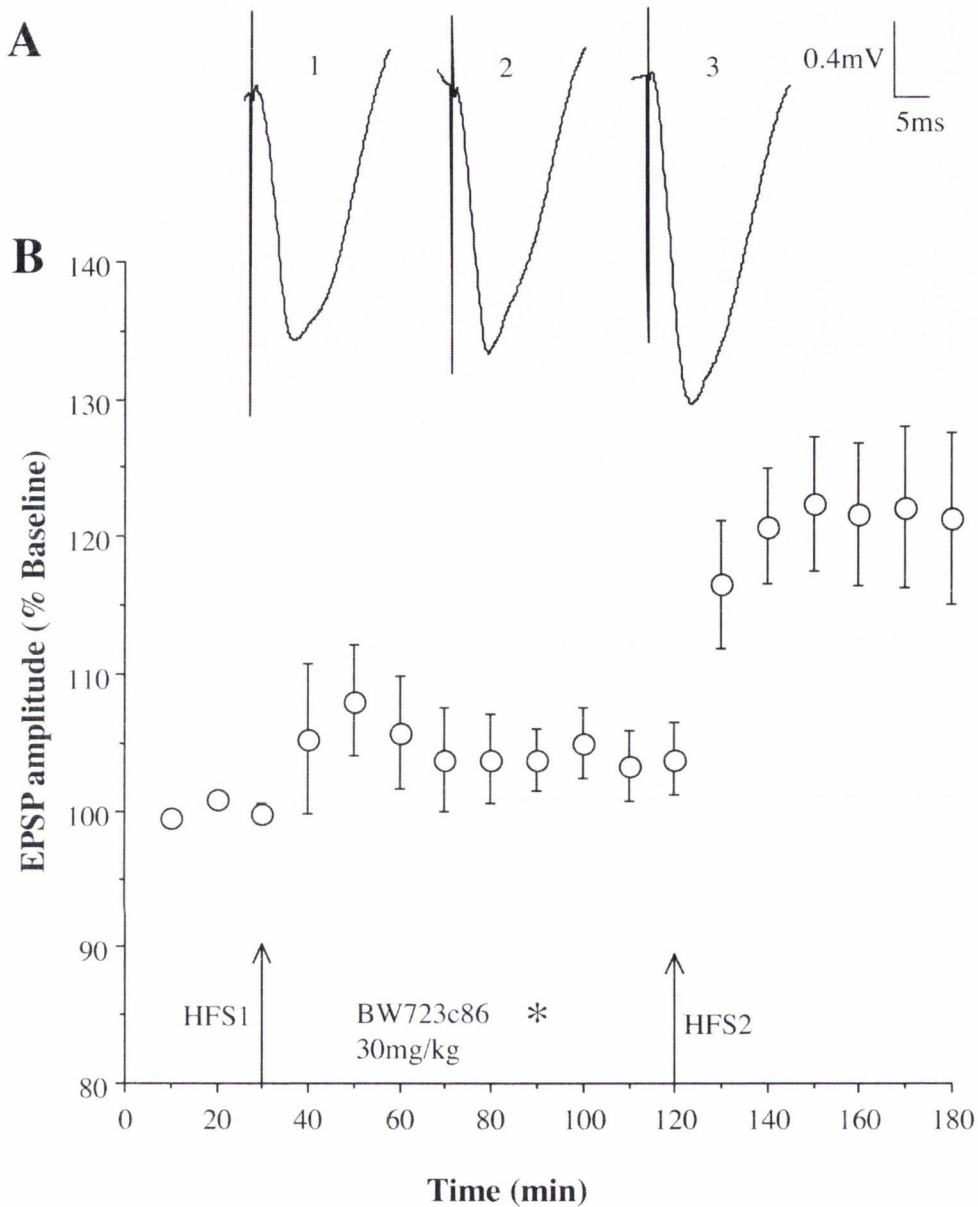 A
1 2 3 0.4mV
5ms
B
EPSP amplitude (% Baseline)
140
130
120
110
100
90
80
HFS1
BW723c86 *
30mg/kg
HFS2
0 20 40 60 80 100 120 140 160 180
Time (min)